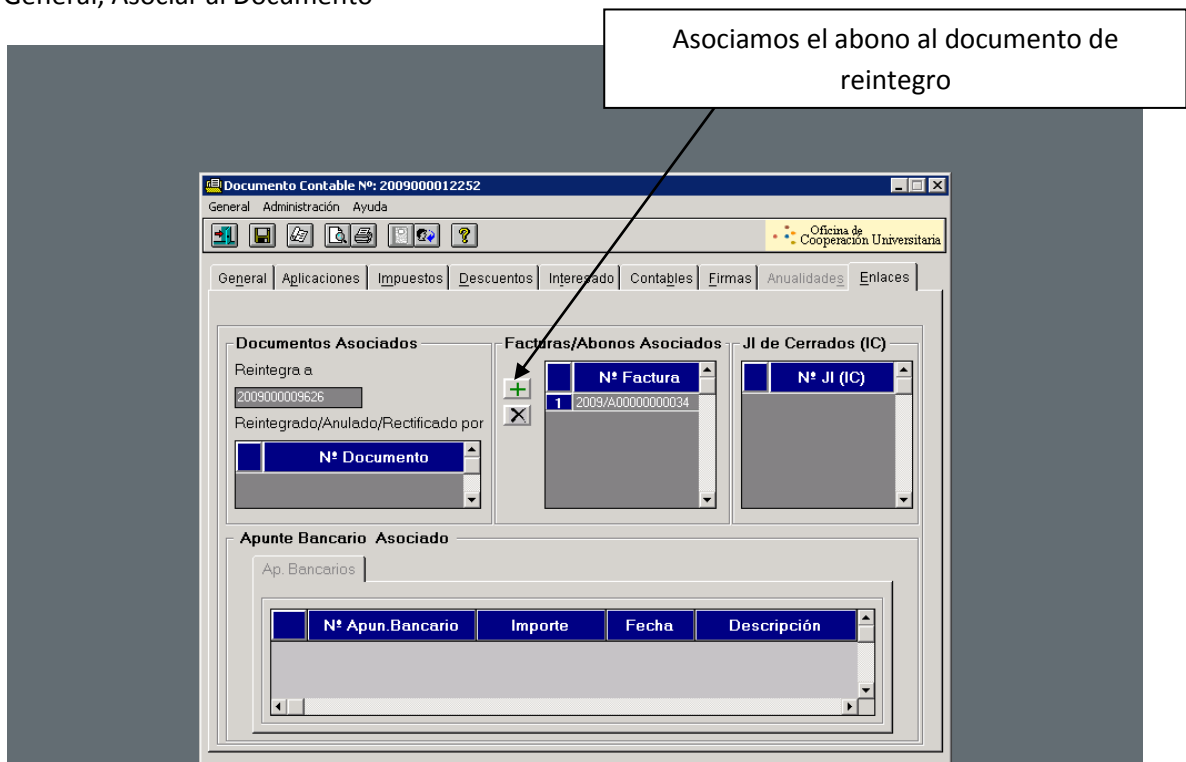 General, Asociar al Documento
Asociamos el abono al documento de
reintegro
Documento Contable Nº: 2009000012252
General Administración Ayuda
Oficina de
Cooperación Universitaria
General Aplicaciones Impuestos Descuentos Interesado Contables Firmas Anualidades Enlaces
Documentos Asociados Facturas/Abonos Asociados JI de Cerrados (IC)
Reintegra a
Nº Factura Nº JI (IC)
2009000009626
1 2009/A00000000034
Reintegrado/Anulado/Rectificado por
Nº Documento
Apunte Bancario Asociado
Ap. Bancarios
Nº Apun.Bancario Importe Fecha Descripción